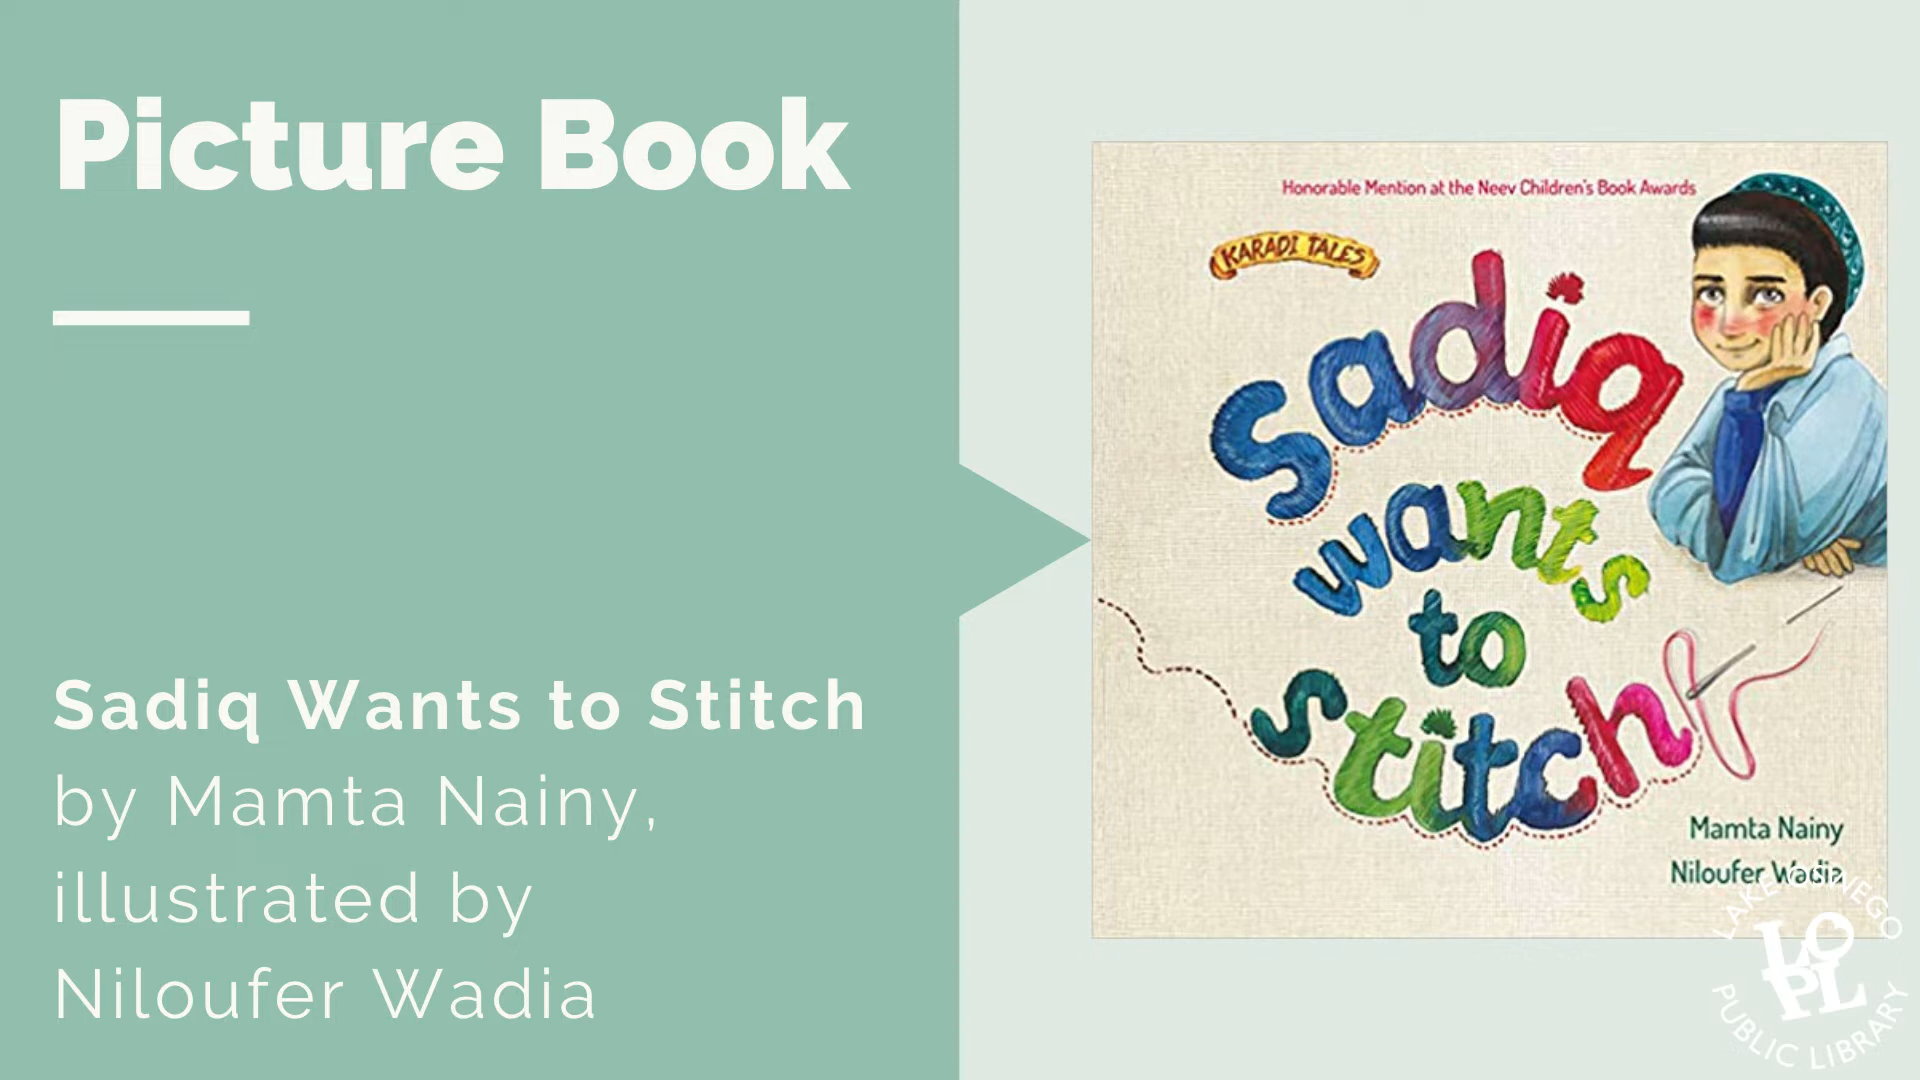 Picture Book
Sadiq Wants to Stitch
by Mamta Nainy,
illustrated by
Niloufer Wadia
Honorable Mention at the Neev Children's Book Awards
KARADI TALES
Sadiq
wants
to
stitch
Mamta Nainy
Niloufer Wadia
LAKE OSWEGO
LOPL
PUBLIC LIBRARY